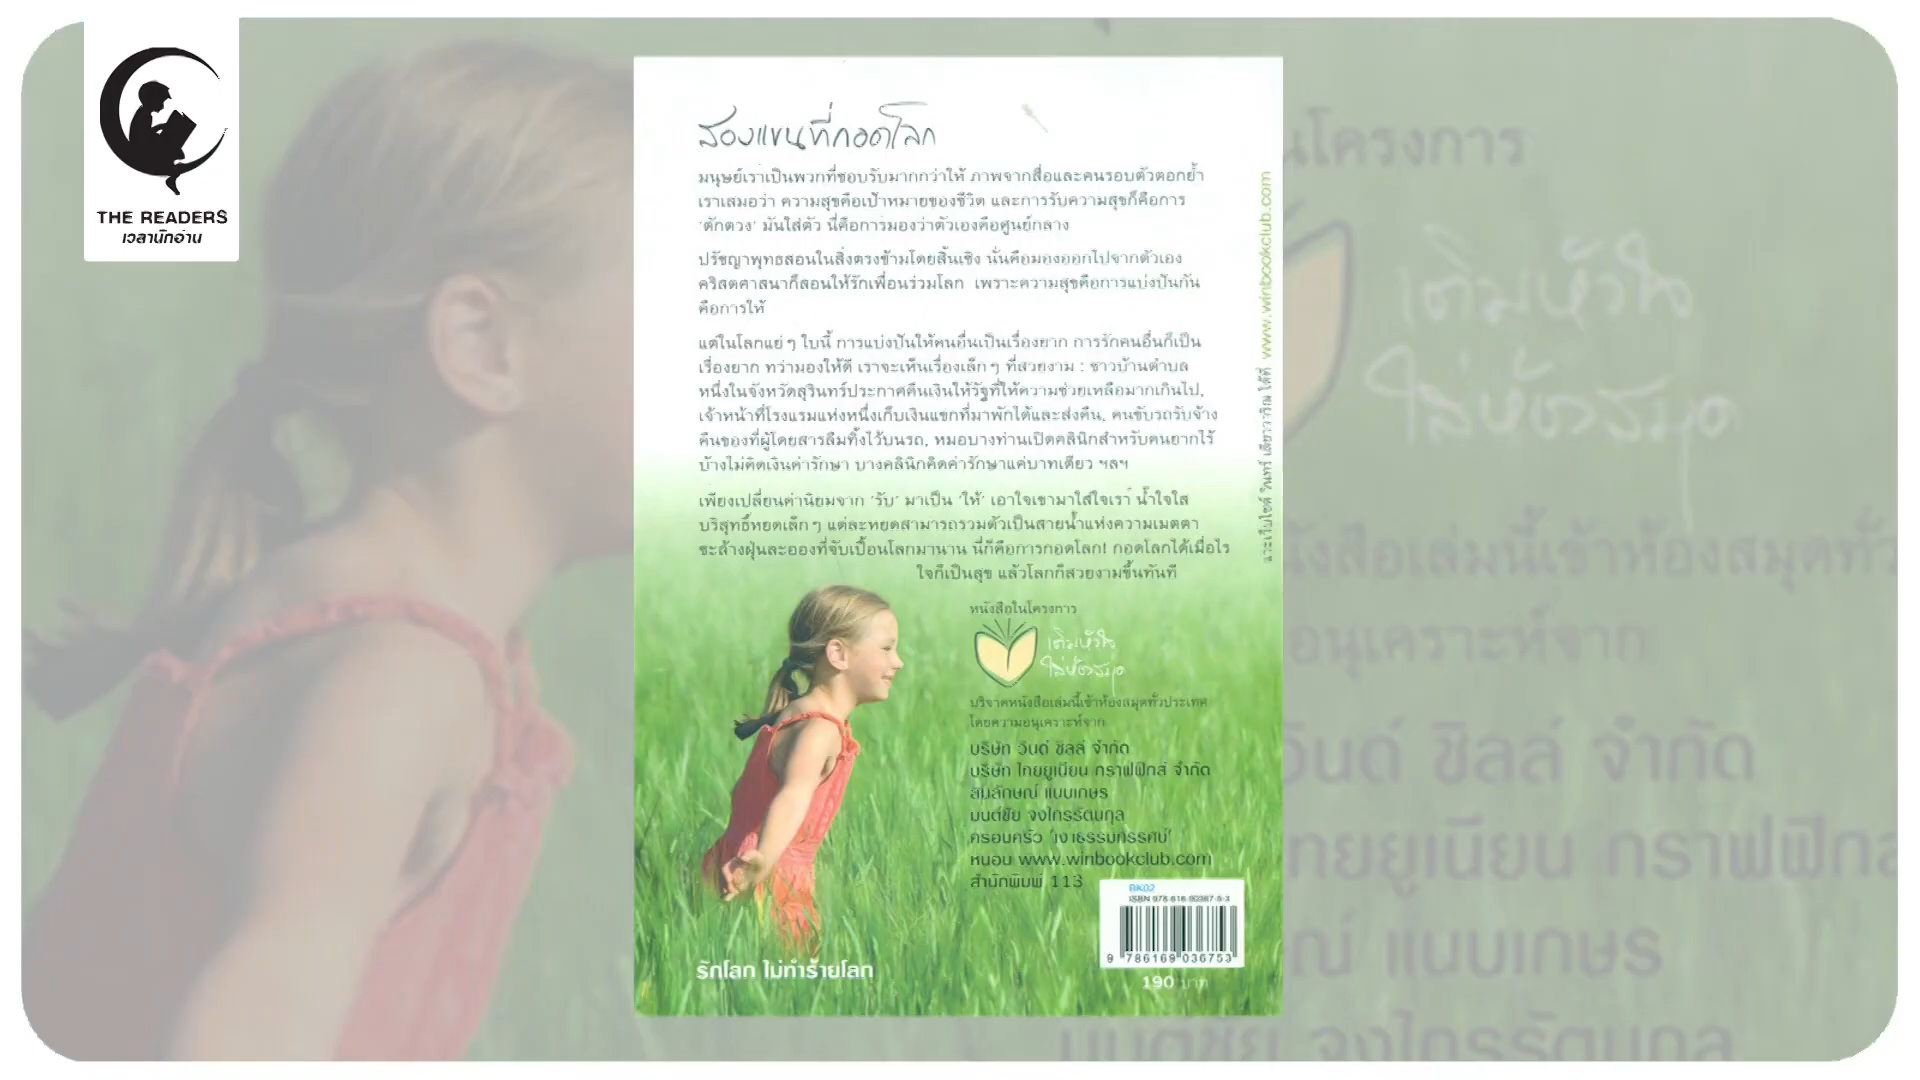 THE READERS
เวลานักอ่าน
สองแขนที่กอดโลก
มนุษย์เราเป็นพวกที่ชอบรับมากกว่าให้ ภาพจากสื่อและคนรอบตัวตอกย้ำ
เราเสมอว่า ความสุขคือเป้าหมายของชีวิต และการรับความสุขก็คือการ
'ตักตวง' มันใส่ตัว นี่คือการมองว่าตัวเองคือศูนย์กลาง
ปรัชญาพุทธสอนในสิ่งตรงข้ามโดยสิ้นเชิง นั่นคือมองออกไปจากตัวเอง
คริสตศาสนาก็สอนให้รักเพื่อนร่วมโลก เพราะความสุขคือการแบ่งปันกัน
คือการให้
แต่ในโลกแย่ๆ ใบนี้ การแบ่งปันให้คนอื่นเป็นเรื่องยาก การรักคนอื่นก็เป็น
เรื่องยาก ทว่ามองให้ดี เราจะเห็นเรื่องเล็กๆ ที่สวยงาม : ชาวบ้านตำบล
หนึ่งในจังหวัดสุรินทร์ประกาศคืนเงินให้รัฐที่ให้ความช่วยเหลือมากเกินไป,
เจ้าหน้าที่โรงแรมแห่งหนึ่งเก็บเงินแขกที่มาพักได้และส่งคืน, คนขับรถรับจ้าง
คืนของที่ผู้โดยสารลืมทิ้งไว้บนรถ, หมอบางท่านเปิดคลินิกสำหรับคนยากไร้
บ้างไม่คิดเงินค่ารักษา บางคลินิกคิดค่ารักษาแค่บาทเดียว ฯลฯ
เพียงเปลี่ยนค่านิยมจาก 'รับ' มาเป็น 'ให้' เอาใจเขามาใส่ใจเรา น้ำใจใส
บริสุทธิ์หยดเล็กๆ แต่ละหยดสามารถรวมตัวเป็นสายน้ำแห่งความเมตตา
ชะล้างฝุ่นละอองที่จับเปื้อนโลกมานาน นี่ก็คือการกอดโลก! กอดโลกได้เมื่อไร
ใจก็เป็นสุข แล้วโลกก็สวยงามขึ้นทันที
หนังสือในโครงการ
เติมหัวใจ
ใส่ห้องสมุด
บริจาคหนังสือเล่มนี้เข้าห้องสมุดทั่วประเทศ
โดยความอนุเคราะห์จาก
บริษัท วินด์ ชิลล์ จำกัด
บริษัท ไทยยูเนียน กราฟฟิกส์ จำกัด
สมลักษณ์ แนบเกษร
มนต์ชัย จงไกรรัตนกุล
ครอบครัว
หนอน www.winbookclub.com
สำนักพิมพ์ 113
แวะเว็บไซต์ วินทร์ เลียววาริณ ได้ที่ www.winbookclub.com
BK02
ISBN 978-616-90367-5-3
9 786169 036753
190 บาท
รักโลก ไม่ทำร้ายโลก